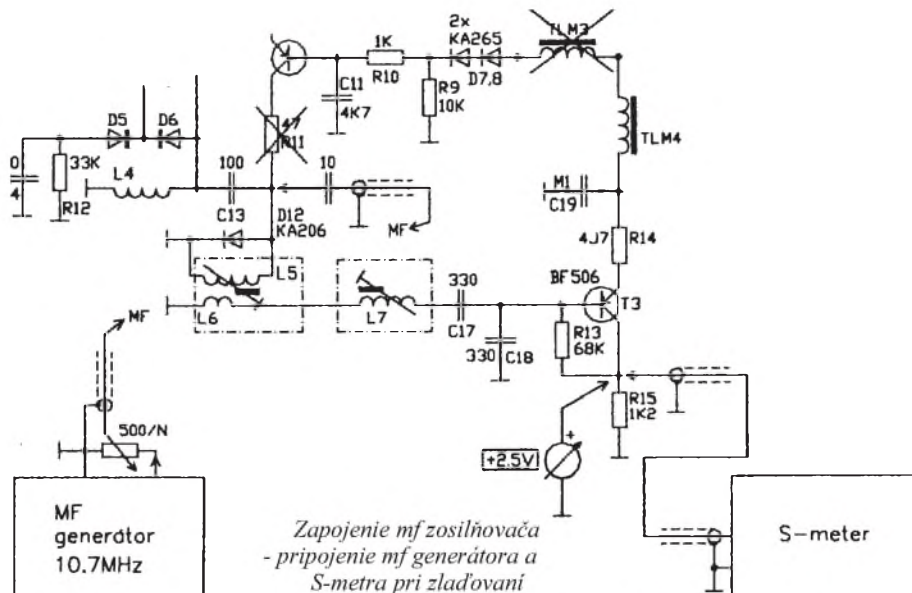 2x
KA265
TLM3
1K
R10
D7,8
C11
4K7
R9
10K
47
R11
TLM4
D5
D6
0
4
33K
R12
L4
100
C13
10
MF
M1
C19
D12
KA206
4J7
R14
L5
L6
L7
330
C17
BF506
T3
330
C18
R13
68K
MF
R15
1K2
500/N
+
+2.5V
MF
generátor
10.7MHz
Zapojenie mf zosilňovača
- pripojenie mf generátora a
S-metra pri zlaďovaní
S-meter